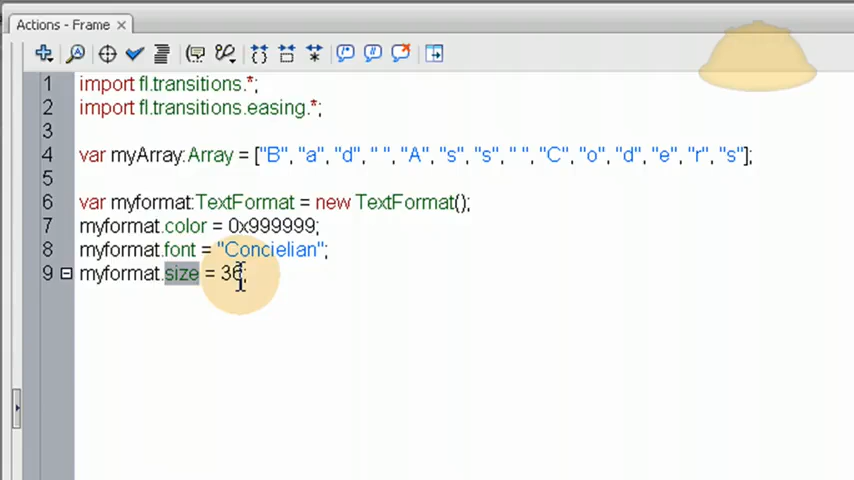 Actions - Frame ×
1 import fl.transitions.*;
2 import fl.transitions.easing.*;
3
4 var myArray:Array = ["B", "a", "d", " ", "A", "s", "s", " ", "C", "o", "d", "e", "r", "s"];
5
6 var myformat:TextFormat = new TextFormat();
7 myformat.color = 0x999999;
8 myformat.font = "Concielian";
9 myformat.size = 36;